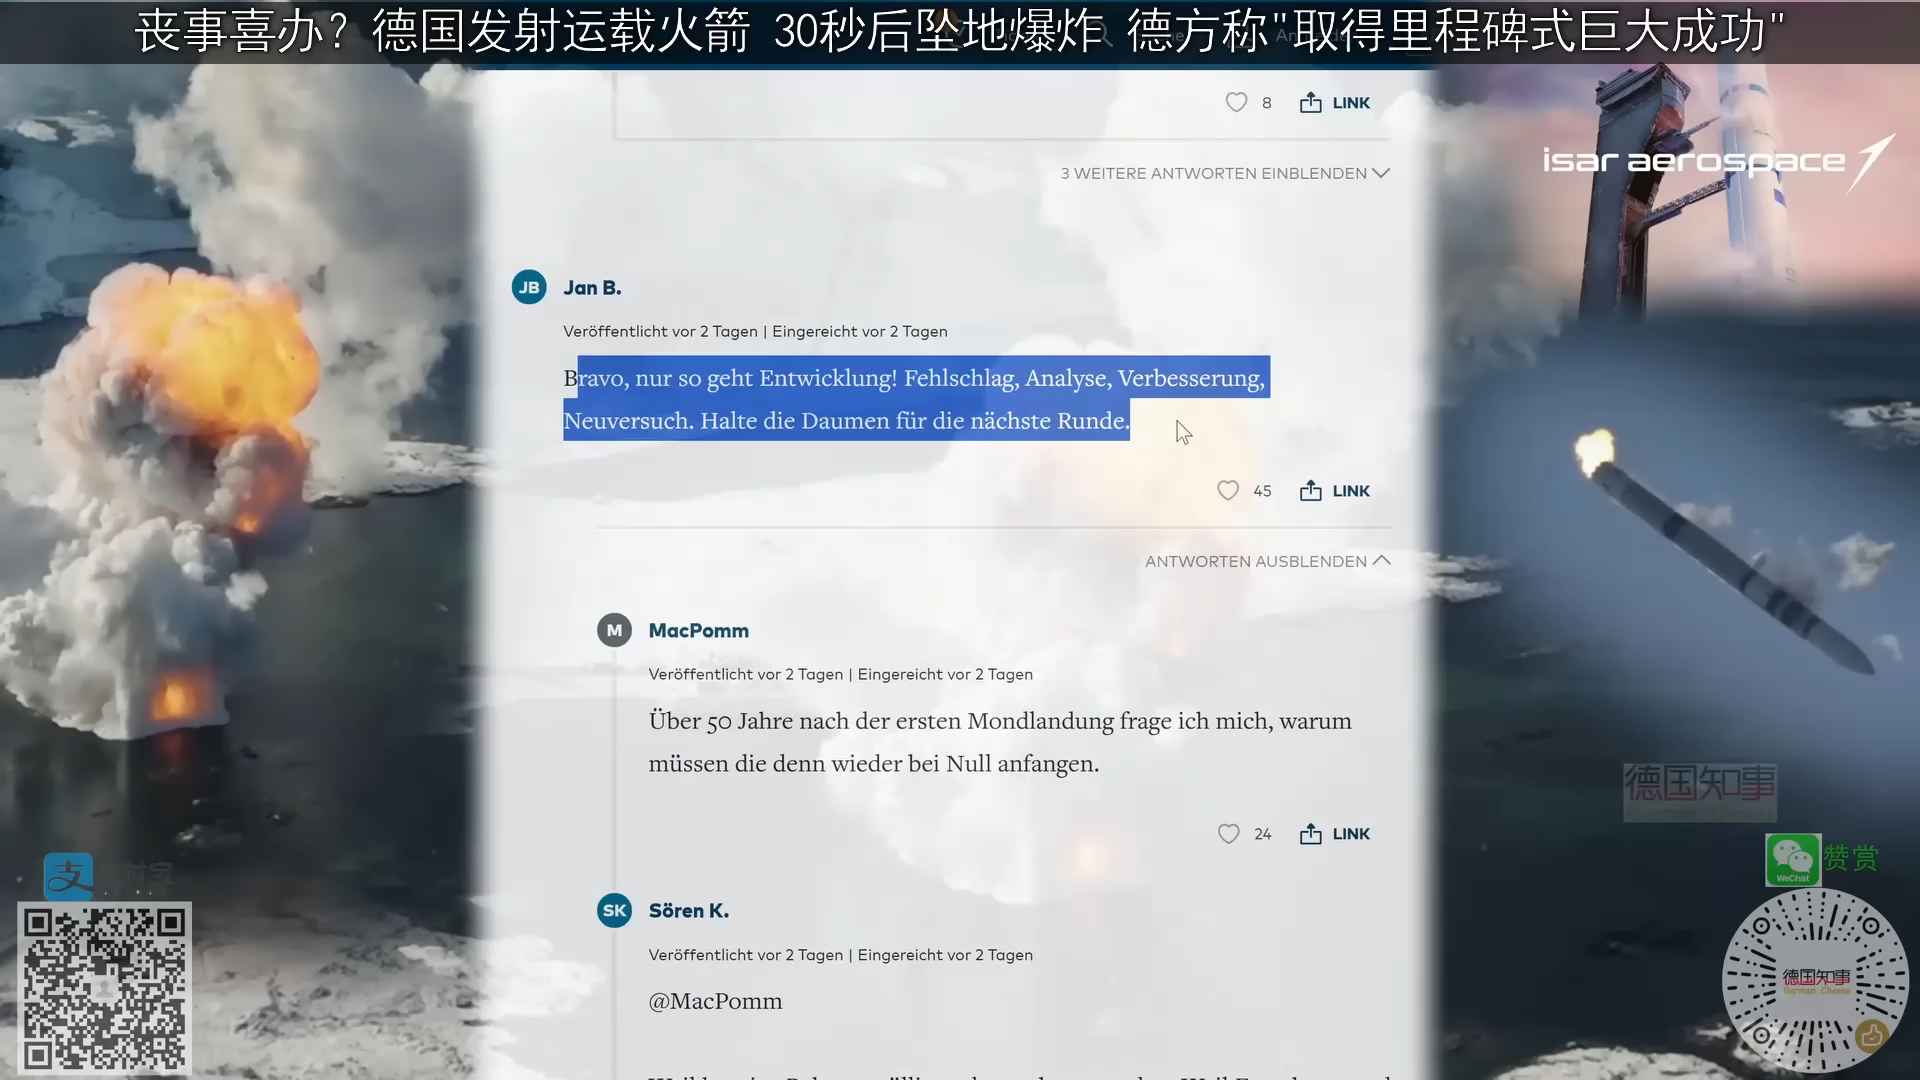 丧事喜办？德国发射运载火箭 30秒后坠地爆炸 德方称"取得里程碑式巨大成功"
8 LINK
3 WEITERE ANTWORTEN EINBLENDEN
isar aerospace
JB Jan B.
Veröffentlicht vor 2 Tagen | Eingereicht vor 2 Tagen
Bravo, nur so geht Entwicklung! Fehlschlag, Analyse, Verbesserung,
Neuversuch. Halte die Daumen für die nächste Runde.
45 LINK
ANTWORTEN AUSBLENDEN
M MacPomm
Veröffentlicht vor 2 Tagen | Eingereicht vor 2 Tagen
Über 50 Jahre nach der ersten Mondlandung frage ich mich, warum
müssen die denn wieder bei Null anfangen.
德国知事
24 LINK
支付宝
WeChat
赞赏
SK Sören K.
Veröffentlicht vor 2 Tagen | Eingereicht vor 2 Tagen
德国知事
German Cheese
@MacPomm